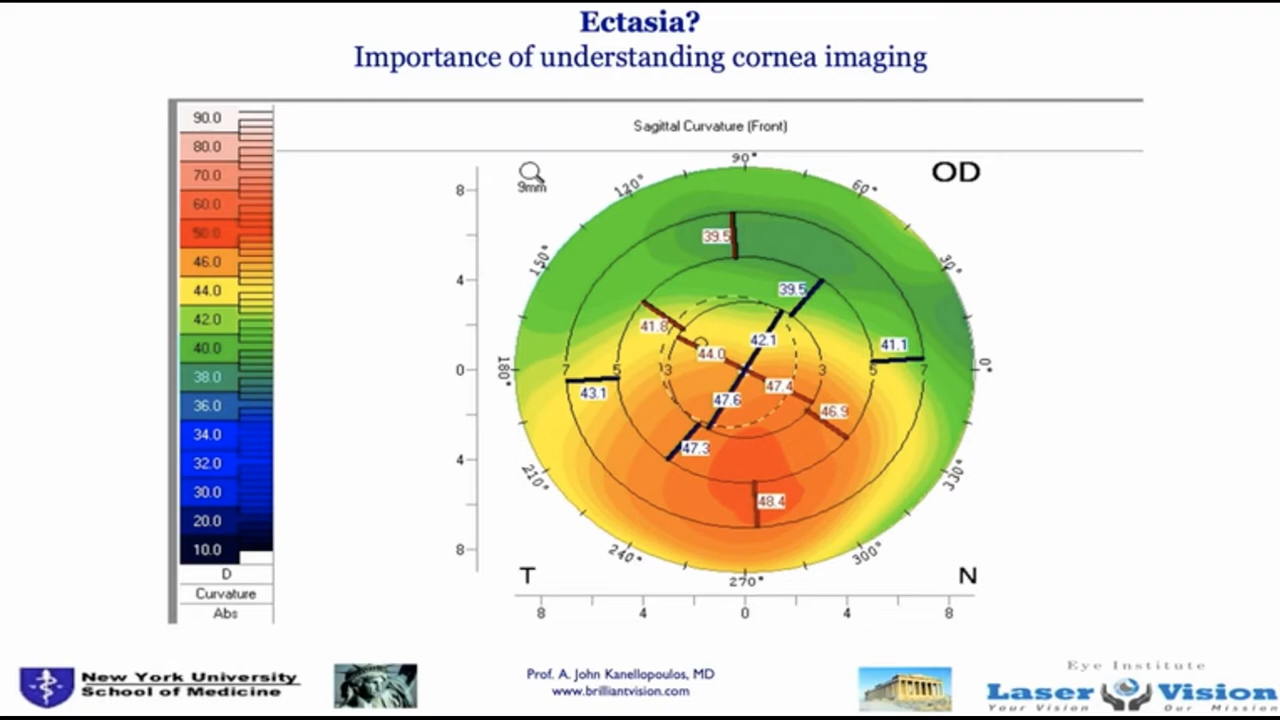 Ectasia?
Importance of understanding cornea imaging
Sagittal Curvature (Front)
OD
9mm
90.0
80.0
70.0
60.0
50.0
46.0
44.0
42.0
40.0
38.0
36.0
34.0
32.0
30.0
20.0
10.0
D
Curvature
Abs
8
4
0
4
8
90°
120°
60°
150°
30°
180°
0°
210°
330°
240°
300°
270°
39.5
39.5
41.8
42.1
44.0
41.1
7 5 3 3 5 7
43.1
47.4
47.6
46.9
47.3
48.4
T
N
8 4 0 4 8
New York University
School of Medicine
Prof. A. John Kanellopoulos, MD
www.brilliantvision.com
Eye Institute
Laser Vision
Your Vision Our Mission